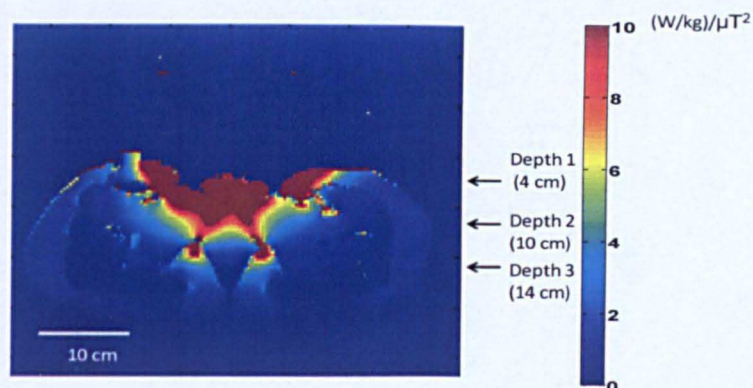 10 (W/kg)/µT²
8
6
4
2
0
Depth 1
(4 cm)
Depth 2
(10 cm)
Depth 3
(14 cm)
10 cm